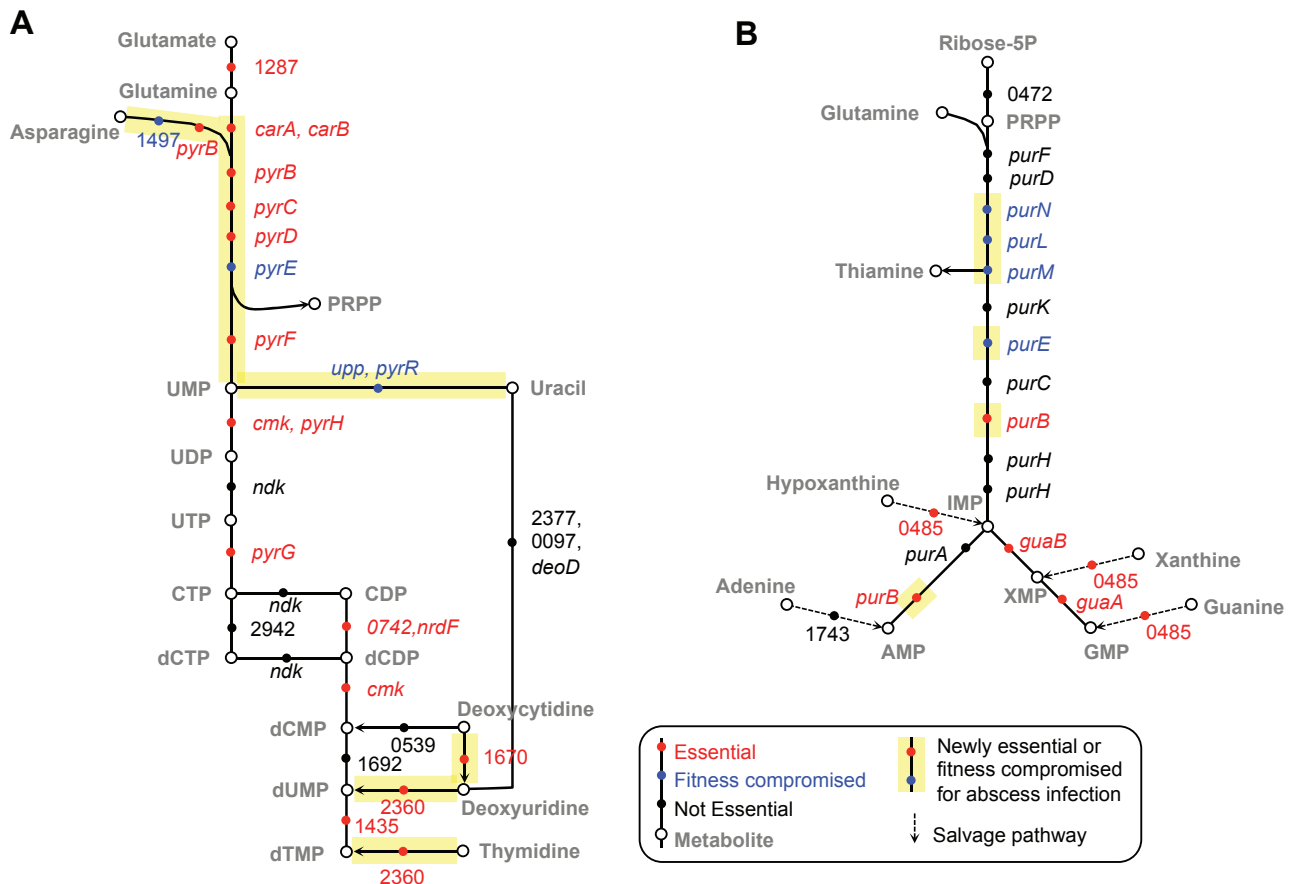 A
Glutamate
1287
Glutamine
Asparagine
1497
pyrB
carA, carB
pyrB
pyrC
pyrD
pyrE
PRPP
pyrF
upp, pyrR
UMP
Uracil
cmk, pyrH
UDP
ndk
UTP
2377,
0097,
deoD
pyrG
CTP
ndk
CDP
2942
0742,nrdF
dCTP
ndk
dCDP
cmk
Deoxycytidine
dCMP
0539
1692
1670
dUMP
2360
Deoxyuridine
1435
dTMP
2360
Thymidine
B
Ribose-5P
0472
Glutamine
PRPP
purF
purD
purN
purL
Thiamine
purM
purK
purE
purC
purB
purH
Hypoxanthine
purH
IMP
0485
purA
guaB
Xanthine
Adenine
0485
purB
XMP
guaA
Guanine
1743
0485
AMP
GMP
Essential
Fitness compromised
Not Essential
Metabolite
Newly essential or
fitness compromised
for abscess infection
Salvage pathway